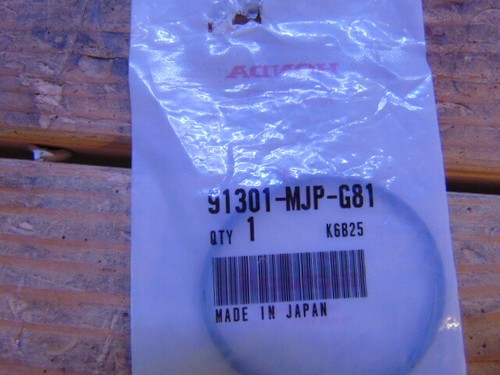 HONDA
91301-MJP-G81
QTY 1 K6B25
MADE IN JAPAN